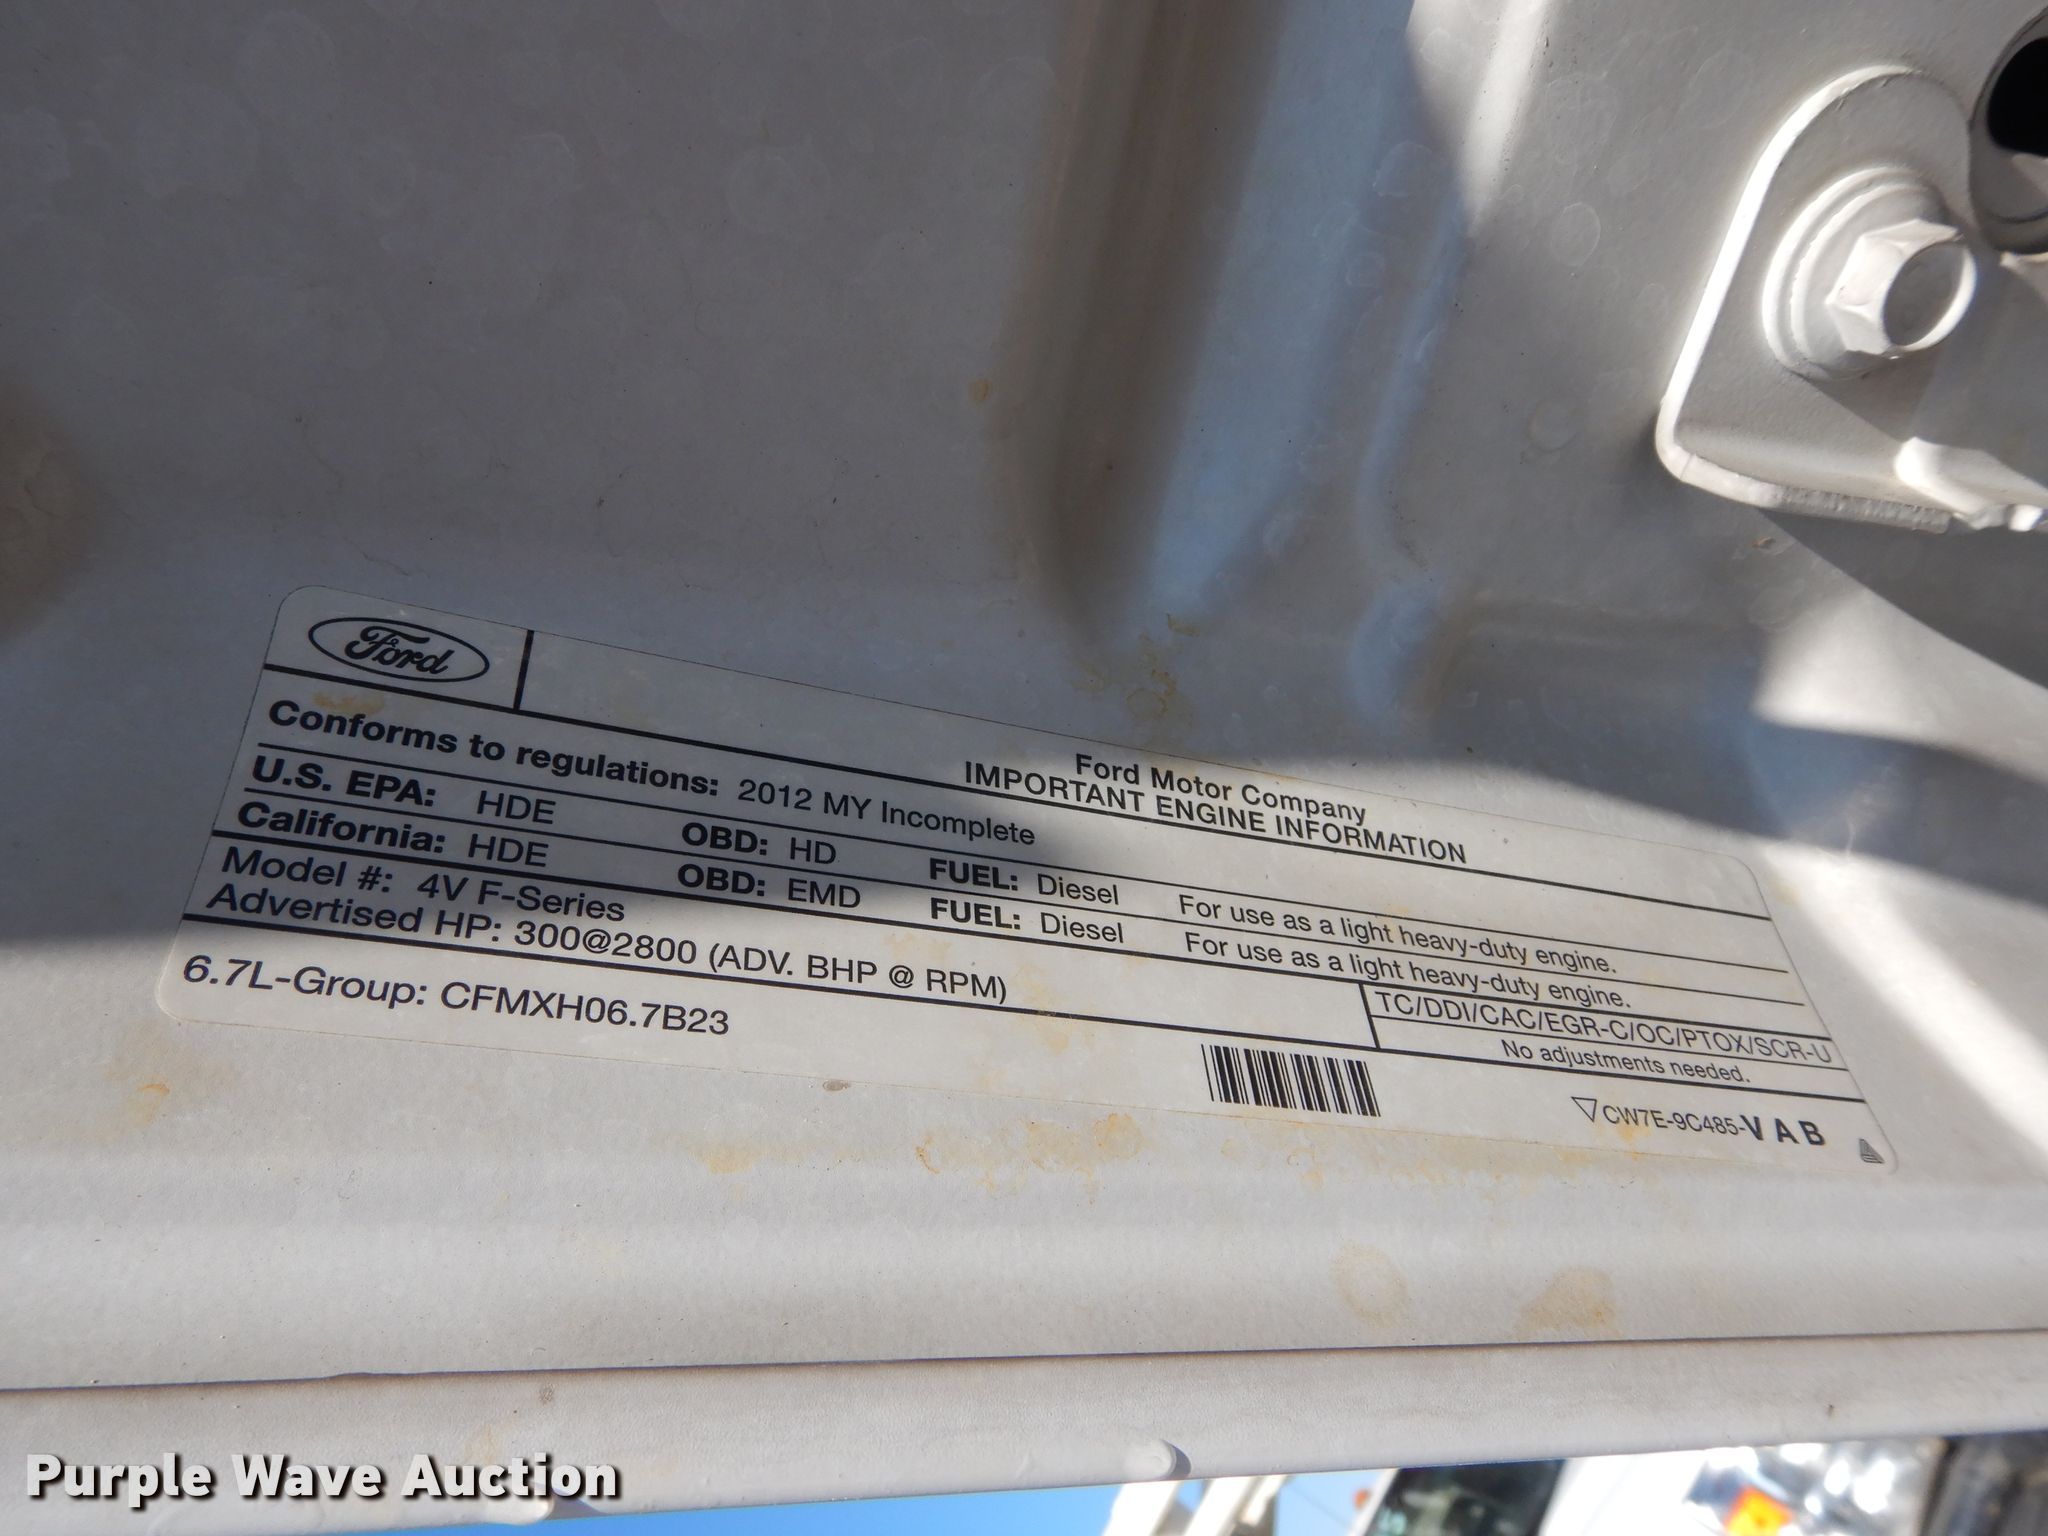 Ford
Ford Motor Company
IMPORTANT ENGINE INFORMATION
Conforms to regulations: 2012 MY Incomplete
U.S. EPA: HDE OBD: HD FUEL: Diesel For use as a light heavy-duty engine.
California: HDE OBD: EMD FUEL: Diesel For use as a light heavy-duty engine.
Model #: 4V F-Series
Advertised HP: 300@2800 (ADV. BHP @ RPM)
TC/DDI/CAC/EGR-C/OC/PTOX/SCR-U
No adjustments needed.
6.7L-Group: CFMXH06.7B23
CW7E-9C485-VAB
Purple Wave Auction